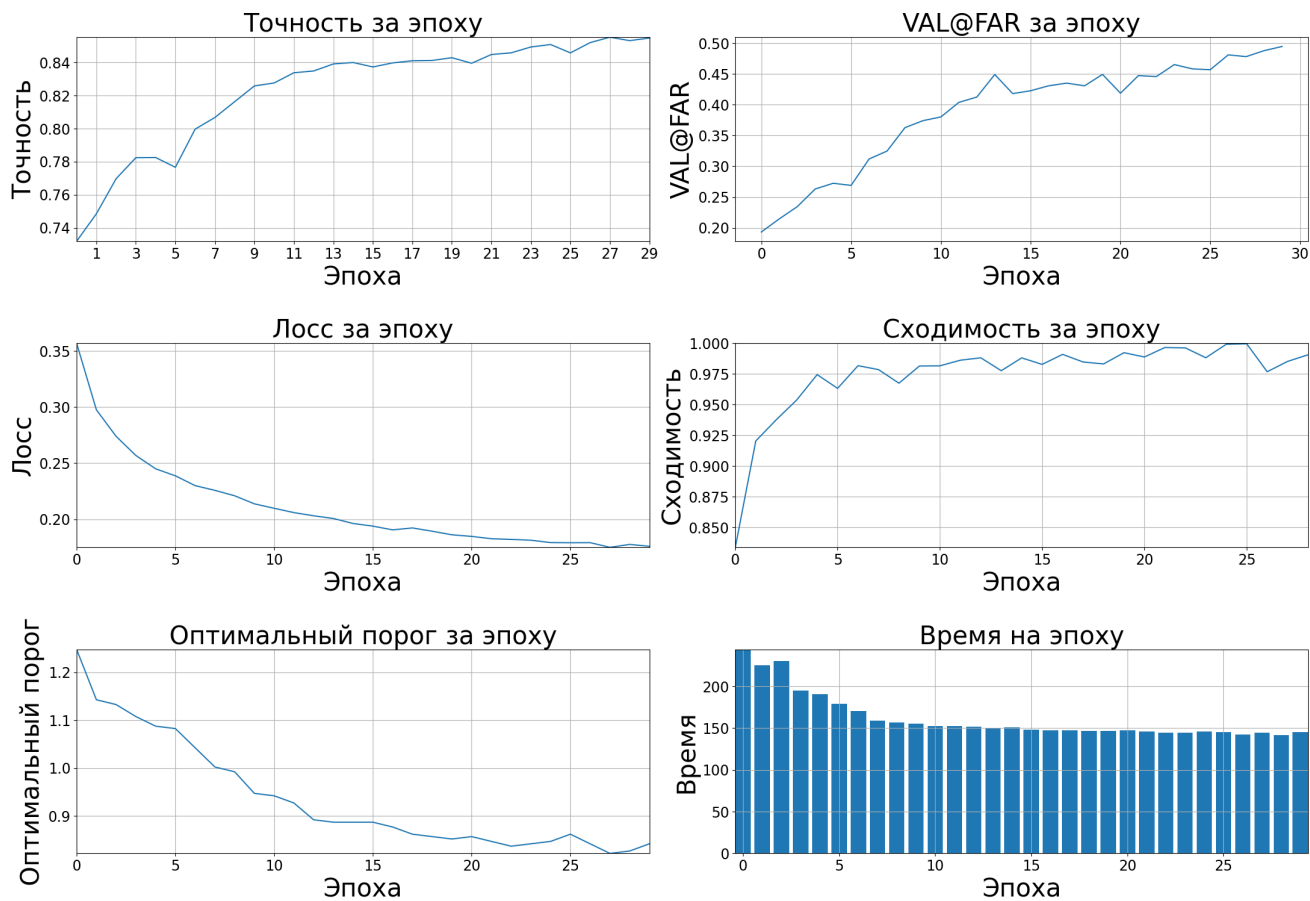 Точность за эпоху
Точность
0.84
0.82
0.80
0.78
0.76
0.74
1 3 5 7 9 11 13 15 17 19 21 23 25 27 29
Эпоха
VAL@FAR за эпоху
VAL@FAR
0.50
0.45
0.40
0.35
0.30
0.25
0.20
0 5 10 15 20 25 30
Эпоха
Лосс за эпоху
Лосс
0.35
0.30
0.25
0.20
0 5 10 15 20 25
Эпоха
Сходимость за эпоху
Сходимость
1.000
0.975
0.950
0.925
0.900
0.875
0.850
0 5 10 15 20 25
Эпоха
Оптимальный порог за эпоху
Оптимальный порог
1.2
1.1
1.0
0.9
0 5 10 15 20 25
Эпоха
Время на эпоху
Время
200
150
100
50
0
0 5 10 15 20 25
Эпоха